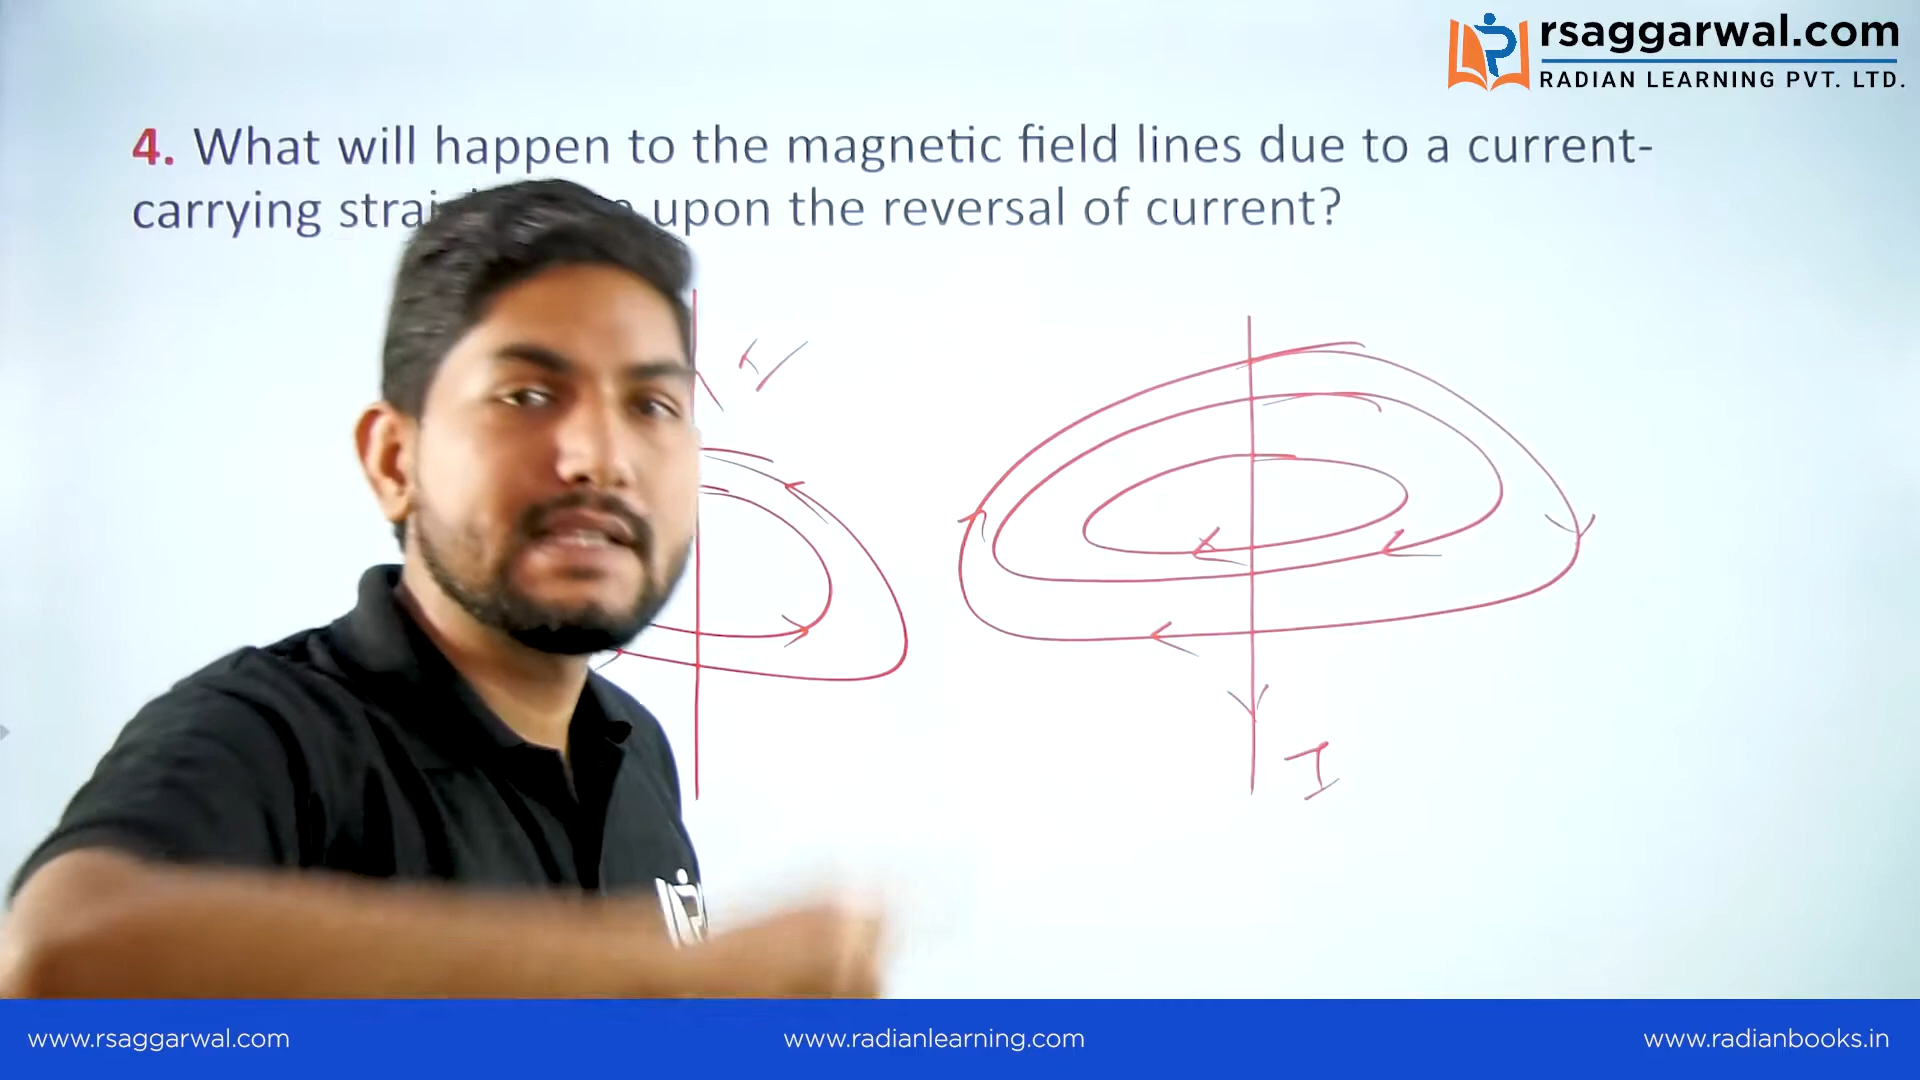 rsaggarwal.com
RADIAN LEARNING PVT. LTD.
4. What will happen to the magnetic field lines due to a current-
carrying upon the reversal of current?
I
www.rsaggarwal.com
www.radianlearning.com
www.radianbooks.in